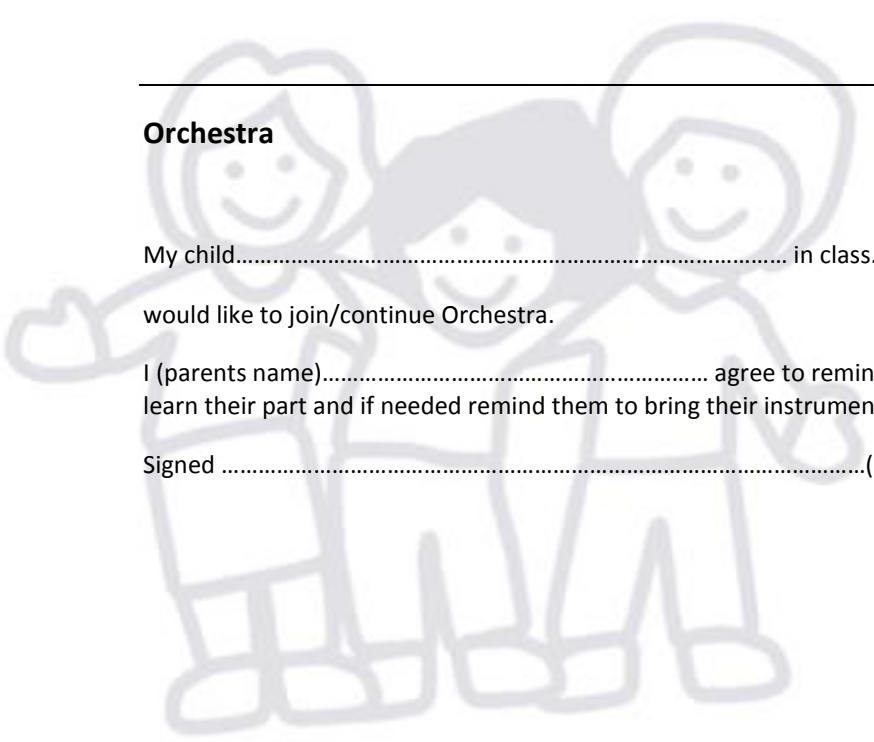 Orchestra
My child……………………………………………………………………………… in class.
would like to join/continue Orchestra.
I (parents name)……………………………………………………… agree to remin
learn their part and if needed remind them to bring their instrumen
Signed ……………………………………………………………………………………………(